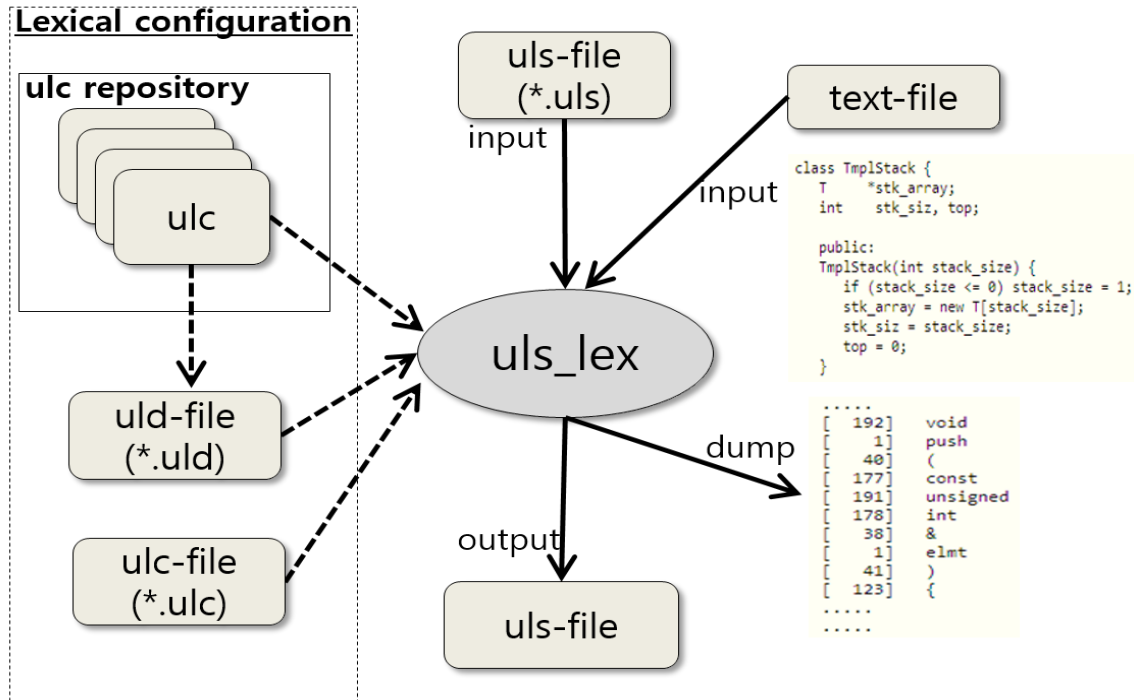 Lexical configuration
ulc repository
ulc
uld-file
(*.uld)
ulc-file
(*.ulc)
uls-file
(*.uls)
input
text-file
input
class TmplStack {
   T     *stk_array;
   int    stk_siz, top;

   public:
   TmplStack(int stack_size) {
      if (stack_size <= 0) stack_size = 1;
      stk_array = new T[stack_size];
      stk_siz = stack_size;
      top = 0;
   }
uls_lex
dump
.....
[  192]   void
[    1]   push
[   40]   (
[  177]   const
[  191]   unsigned
[  178]   int
[   38]   &
[    1]   elmt
[   41]   )
[  123]   {
.....
.....
output
uls-file